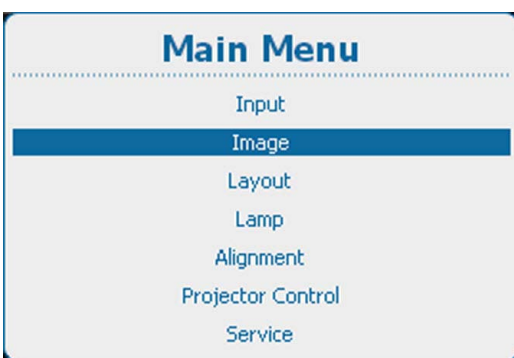 Main Menu
Input
Image
Layout
Lamp
Alignment
Projector Control
Service